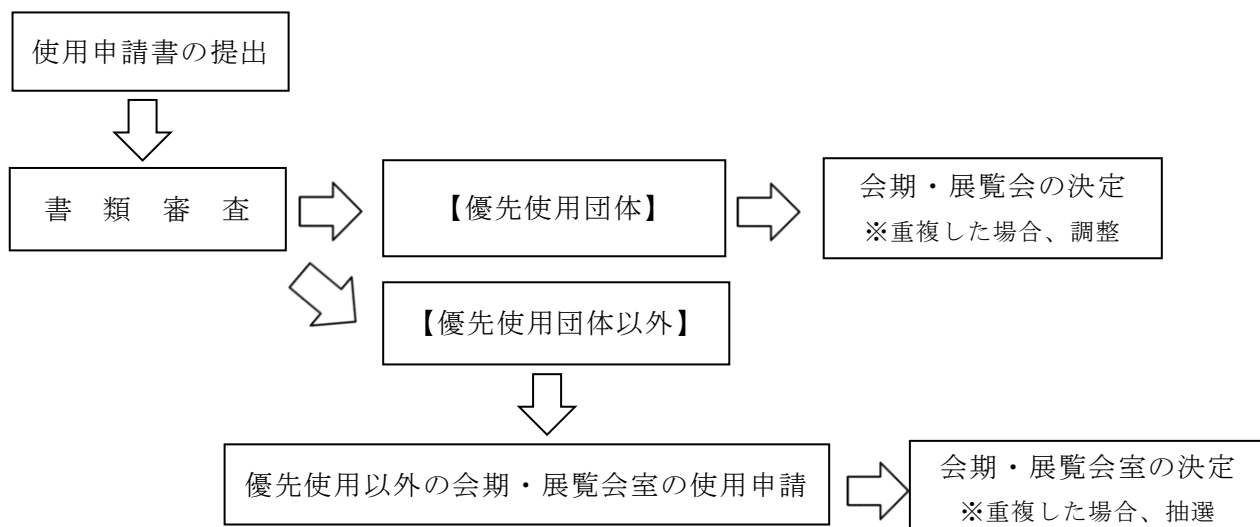 使用申請書の提出
書　類　審　査
【優先使用団体】
会期・展覧会の決定
※重複した場合、調整
【優先使用団体以外】
優先使用以外の会期・展覧会室の使用申請
会期・展覧会室の決定
※重複した場合、抽選